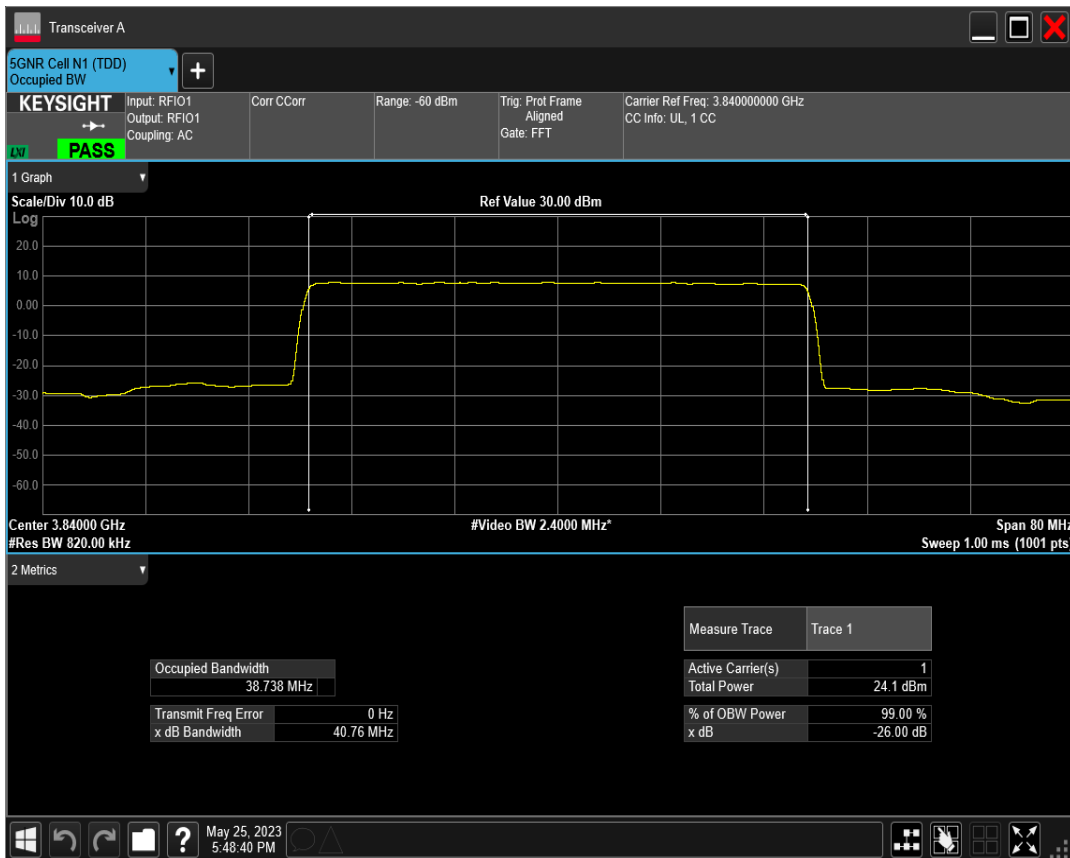 Transceiver A
5GNR Cell N1 (TDD)
Occupied BW
+
KEYSIGHT
LXI
PASS
Input: RFIO1
Output: RFIO1
Coupling: AC
Corr CCorr
Range: -60 dBm
Trig: Prot Frame
Aligned
Gate: FFT
Carrier Ref Freq: 3.840000000 GHz
CC Info: UL, 1 CC
1 Graph
Scale/Div 10.0 dB
Ref Value 30.00 dBm
Log
20.0
10.0
0.00
-10.0
-20.0
-30.0
-40.0
-50.0
-60.0
Center 3.84000 GHz
#Video BW 2.4000 MHz*
Span 80 MHz
#Res BW 820.00 kHz
Sweep 1.00 ms (1001 pts)
2 Metrics
Measure Trace Trace 1
Occupied Bandwidth
38.738 MHz
Active Carrier(s) 1
Total Power 24.1 dBm
Transmit Freq Error 0 Hz
x dB Bandwidth 40.76 MHz
% of OBW Power 99.00 %
x dB -26.00 dB
?
May 25, 2023
5:48:40 PM